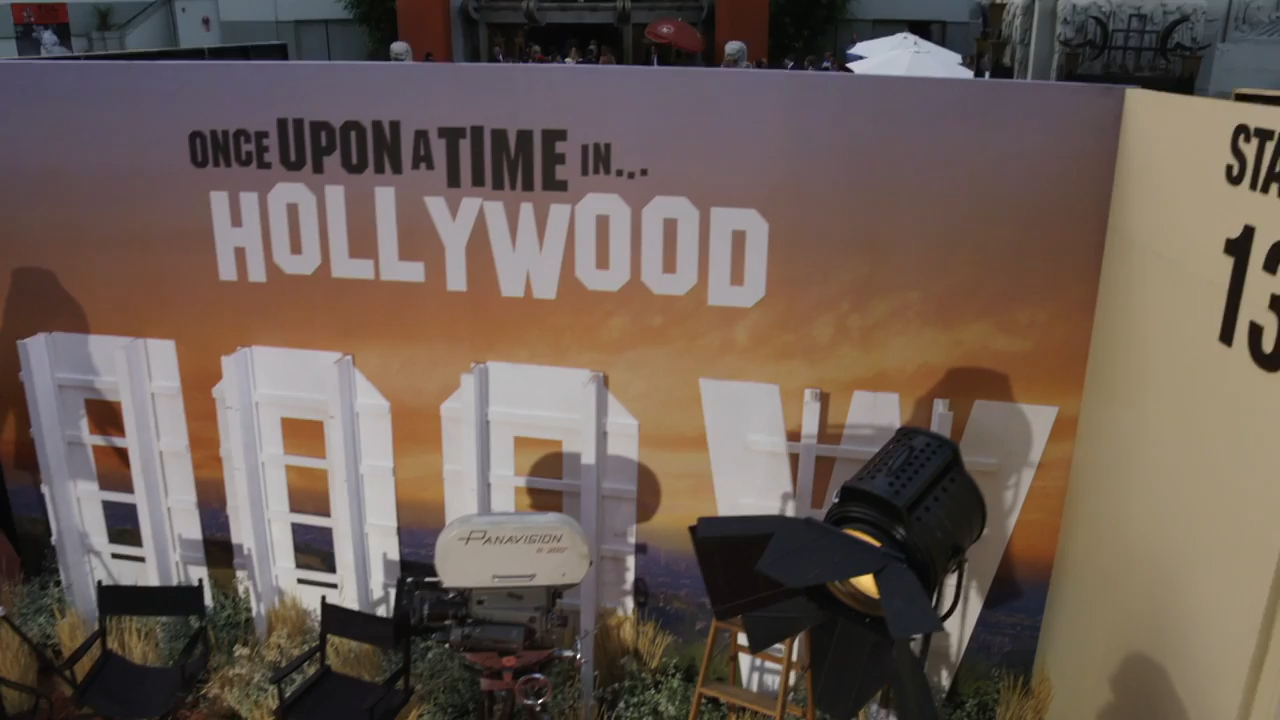 ONCE UPON A TIME IN...
HOLLYWOOD
STA
13
PANAVISION